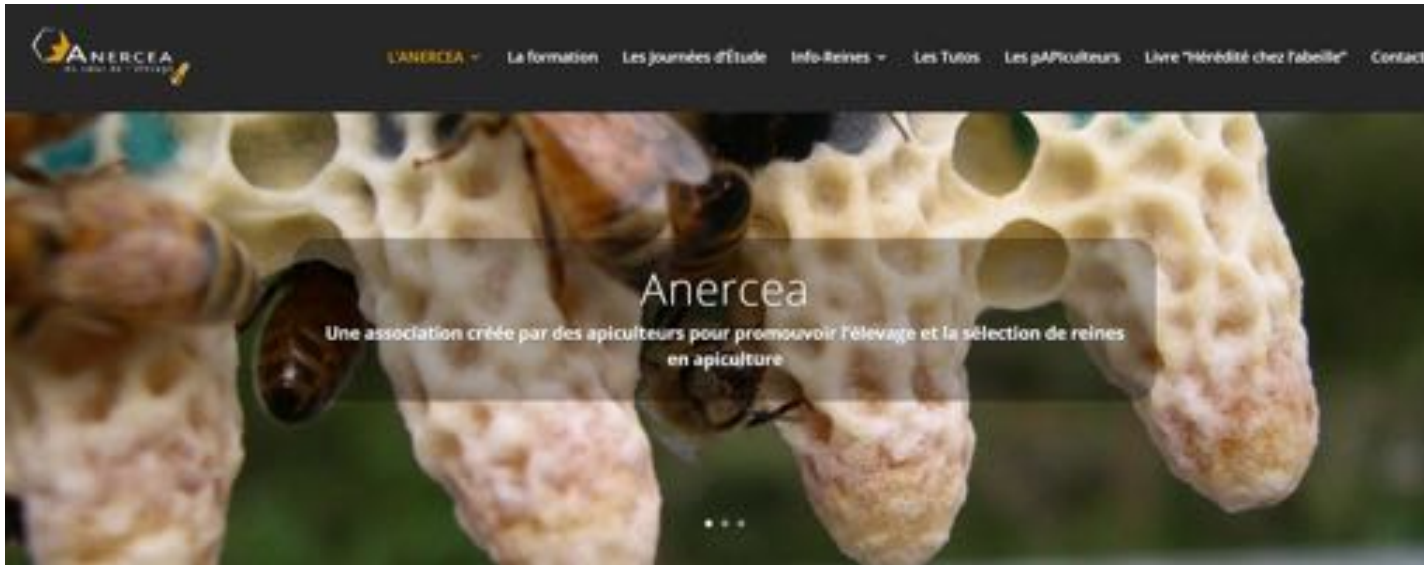 ANERCEA
L'ANERCEA
La formation
Les Journées d'Étude
Info-Reines
Les Tutos
Les pAPIculteurs
Livre "Hérédité chez l'abeille"
Contact
Anercea
Une association créée par des apiculteurs pour promouvoir l'élevage et la sélection de reines
en apiculture